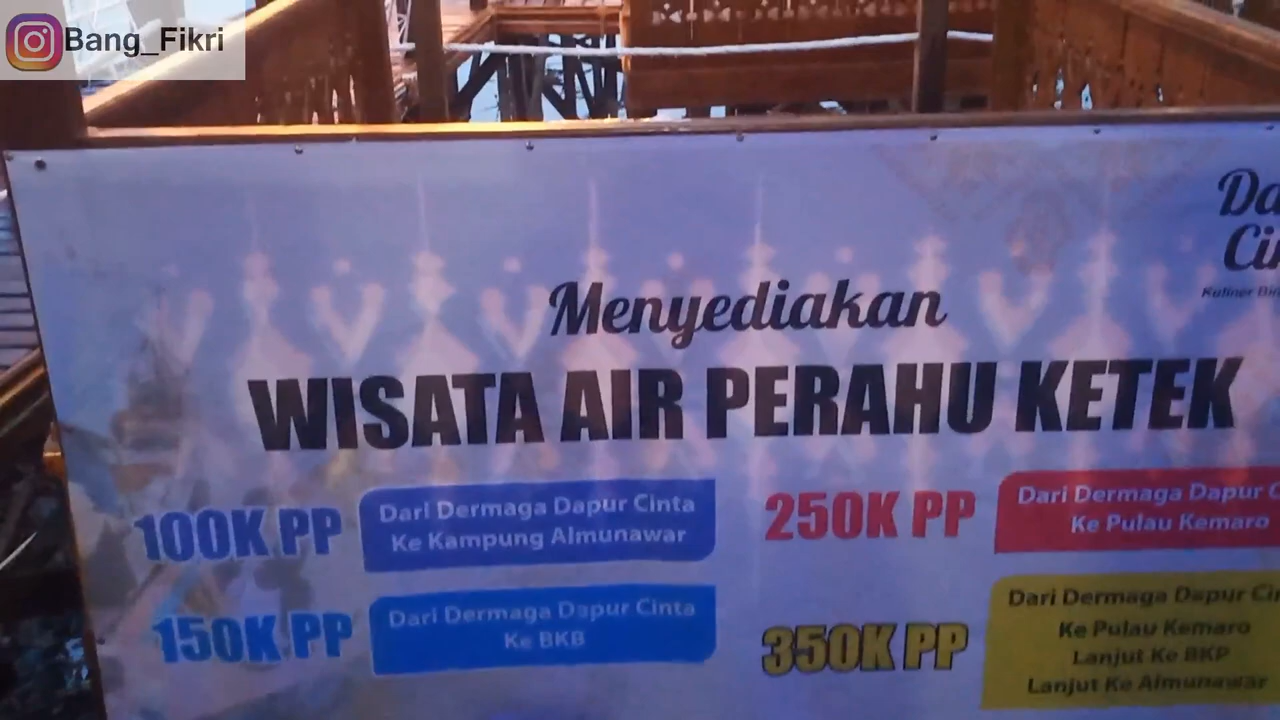 Bang_Fikri
Menyediakan
WISATA AIR PERAHU KETEK
100K PP
Dari Dermaga Dapur Cinta
Ke Kampung Almunawar
150K PP
Dari Dermaga Dapur Cinta
Ke BKB
250K PP
Dari Dermaga Dapur
Ke Pulau Kemaro
350K PP
Dari Dermaga Dapur
Ke Pulau Kemaro
Lanjut Ke BKP
Lanjut Ke Almunawar
Kuliner